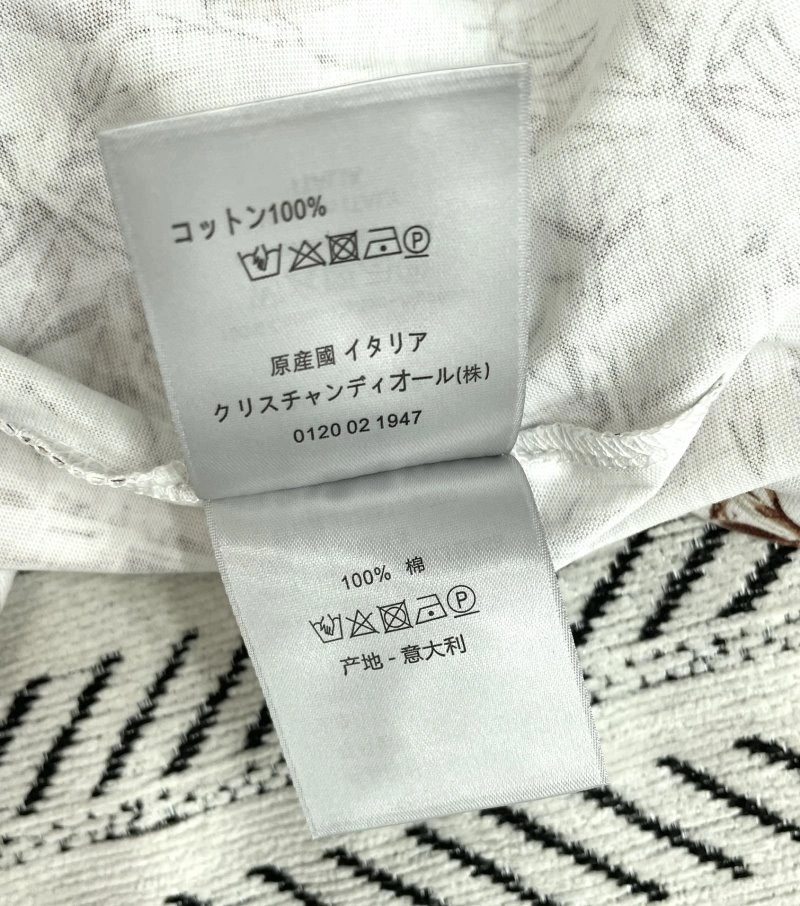 コットン100%
原産國 イタリア
クリスチャンディオール(株)
0120 02 1947
100% 棉
产地 - 意大利